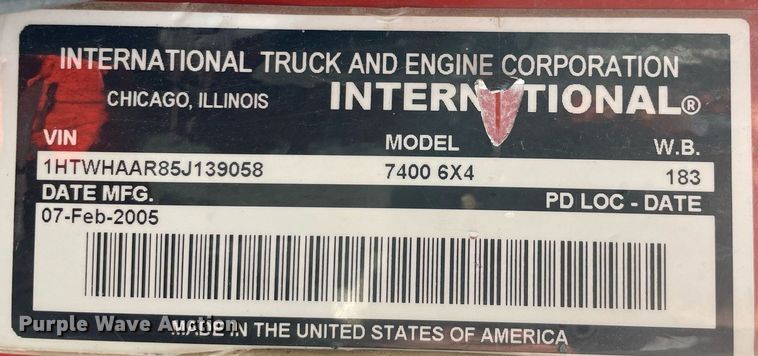 INTERNATIONAL TRUCK AND ENGINE CORPORATION
CHICAGO, ILLINOIS INTERNATIONAL®
VIN MODEL W.B.
1HTWHAAR85J139058 7400 6X4 183
DATE MFG. PD LOC - DATE
07-Feb-2005
MADE IN THE UNITED STATES OF AMERICA
Purple Wave Auction